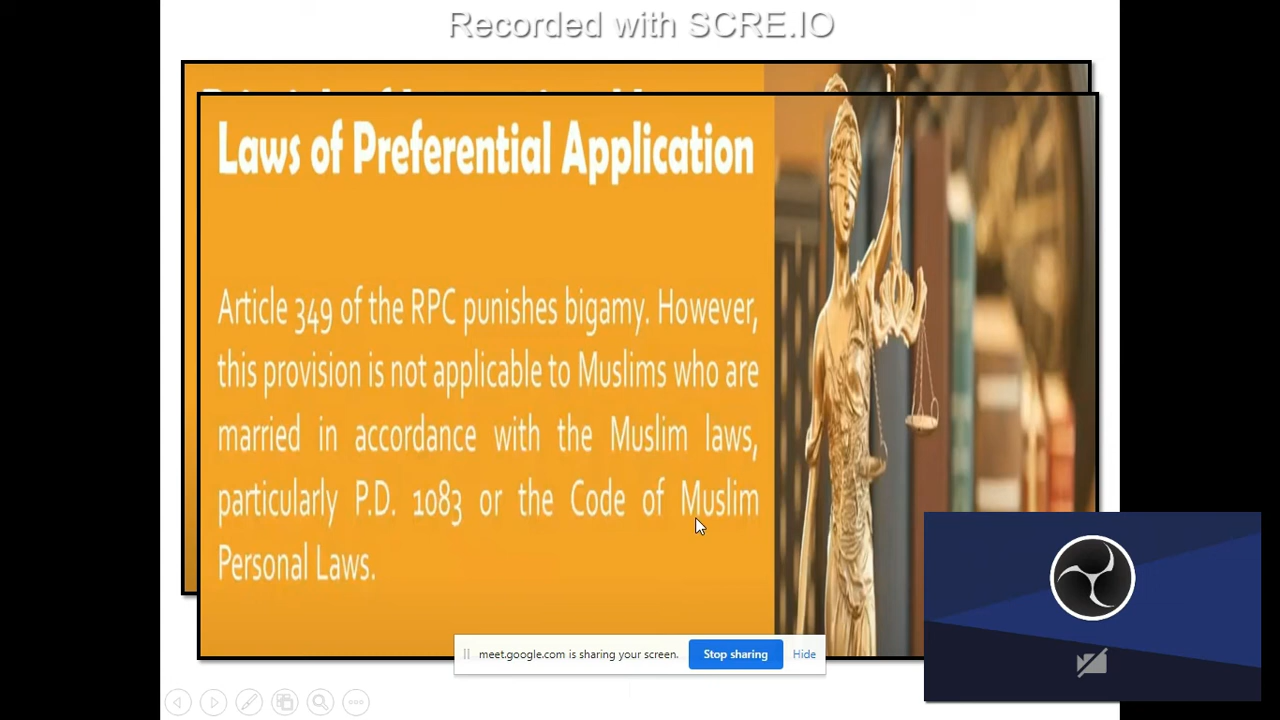 Recorded with SCRE.IO
Laws of Preferential Application
Article 349 of the RPC punishes bigamy. However,
this provision is not applicable to Muslims who are
married in accordance with the Muslim laws,
particularly P.D. 1083 or the Code of Muslim
Personal Laws.
meet.google.com is sharing your screen.
Stop sharing
Hide